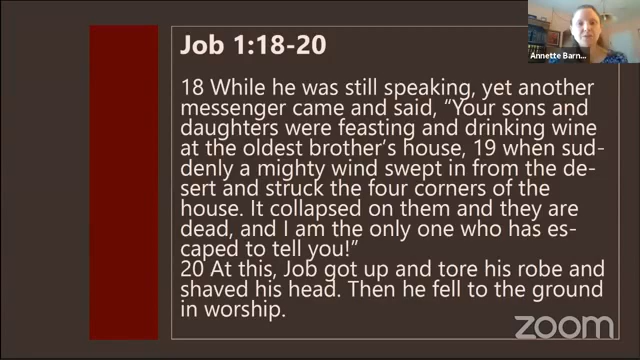 Job 1:18-20
Annette Barn...
18 While he was still speaking, yet another
messenger came and said, “Your sons and
daughters were feasting and drinking wine
at the oldest brother’s house, 19 when sud-
denly a mighty wind swept in from the de-
sert and struck the four corners of the
house. It collapsed on them and they are
dead, and I am the only one who has es-
caped to tell you!”
20 At this, Job got up and tore his robe and
shaved his head. Then he fell to the ground
in worship.
zoom